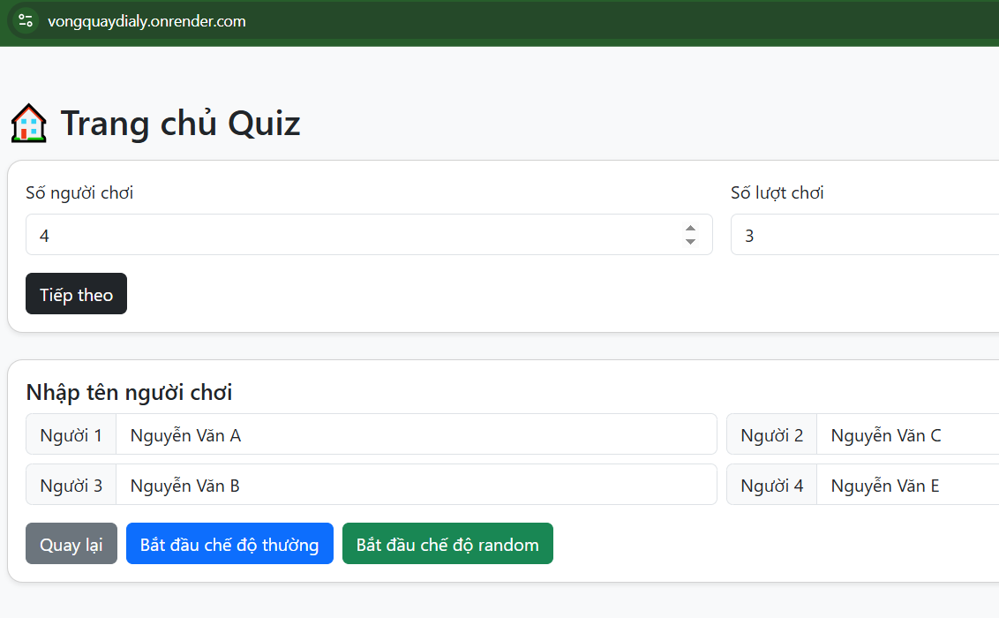 vongquaydialy.onrender.com
Trang chủ Quiz
Số người chơi
Số lượt chơi
4
3
Tiếp theo
Nhập tên người chơi
Người 1 Nguyễn Văn A
Người 2 Nguyễn Văn C
Người 3 Nguyễn Văn B
Người 4 Nguyễn Văn E
Quay lại
Bắt đầu chế độ thường
Bắt đầu chế độ random